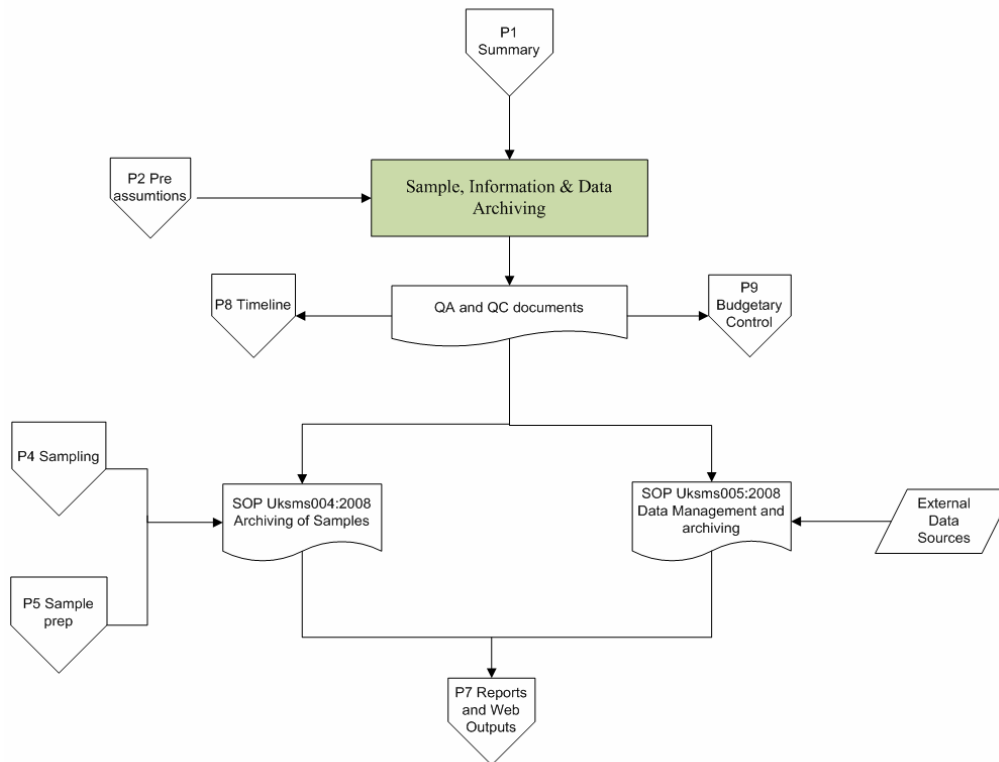 P1
Summary
P2 Pre
assumtions
Sample, Information & Data
Archiving
P8 Timeline
QA and QC documents
P9
Budgetary
Control
P4 Sampling
SOP Uksms004:2008
Archiving of Samples
SOP Uksms005:2008
Data Management and
archiving
External
Data
Sources
P5 Sample
prep
P7 Reports
and Web
Outputs